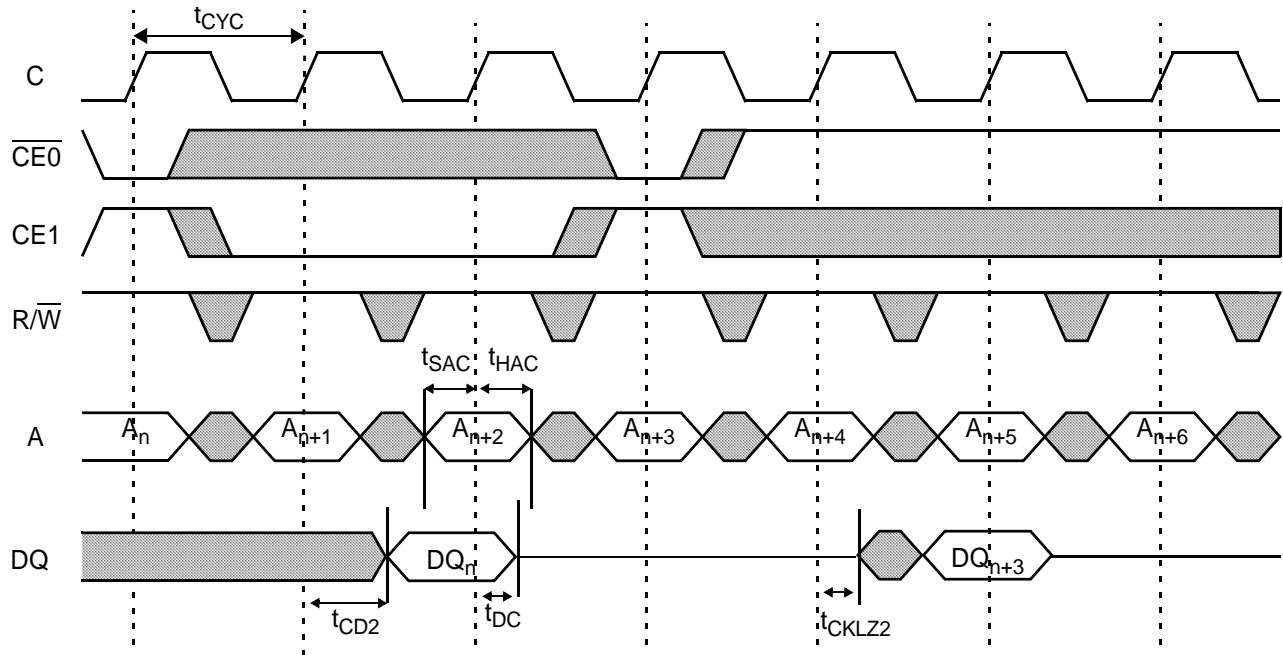 tCYC
C
CE0
CE1
R/W
tSAC tHAC
A An An+1 An+2 An+3 An+4 An+5 An+6
DQ DQn DQn+3
tCD2 tDC tCKLZ2